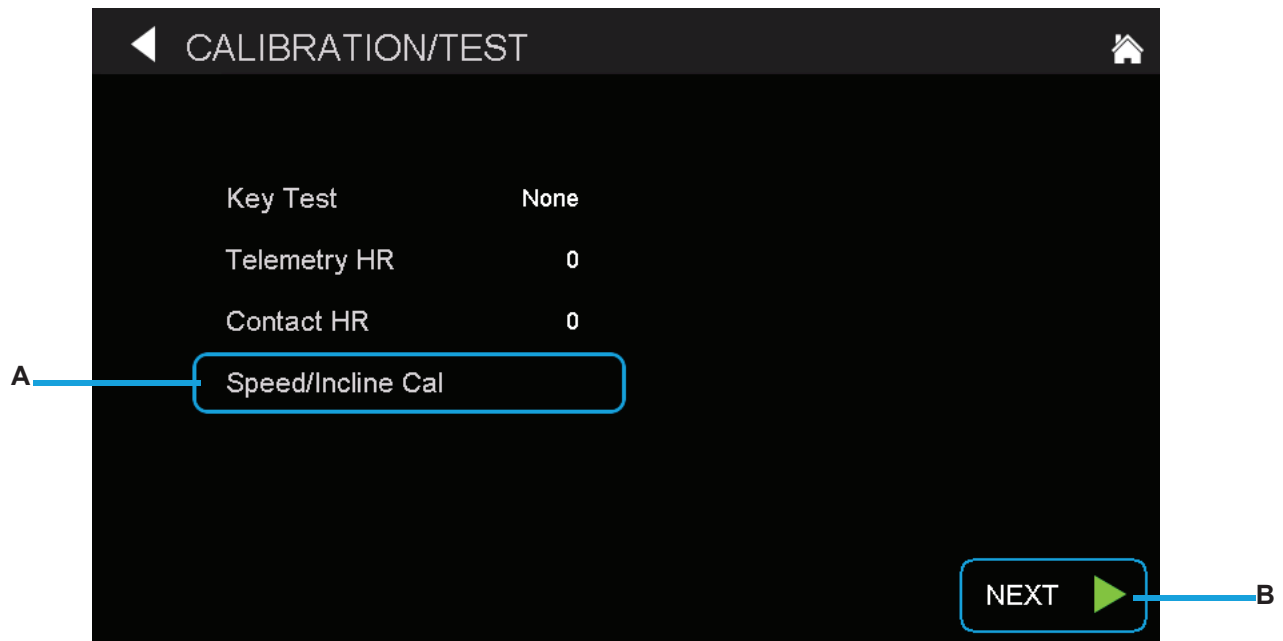 CALIBRATION/TEST
Key Test None
Telemetry HR 0
Contact HR 0
A Speed/Incline Cal
NEXT B